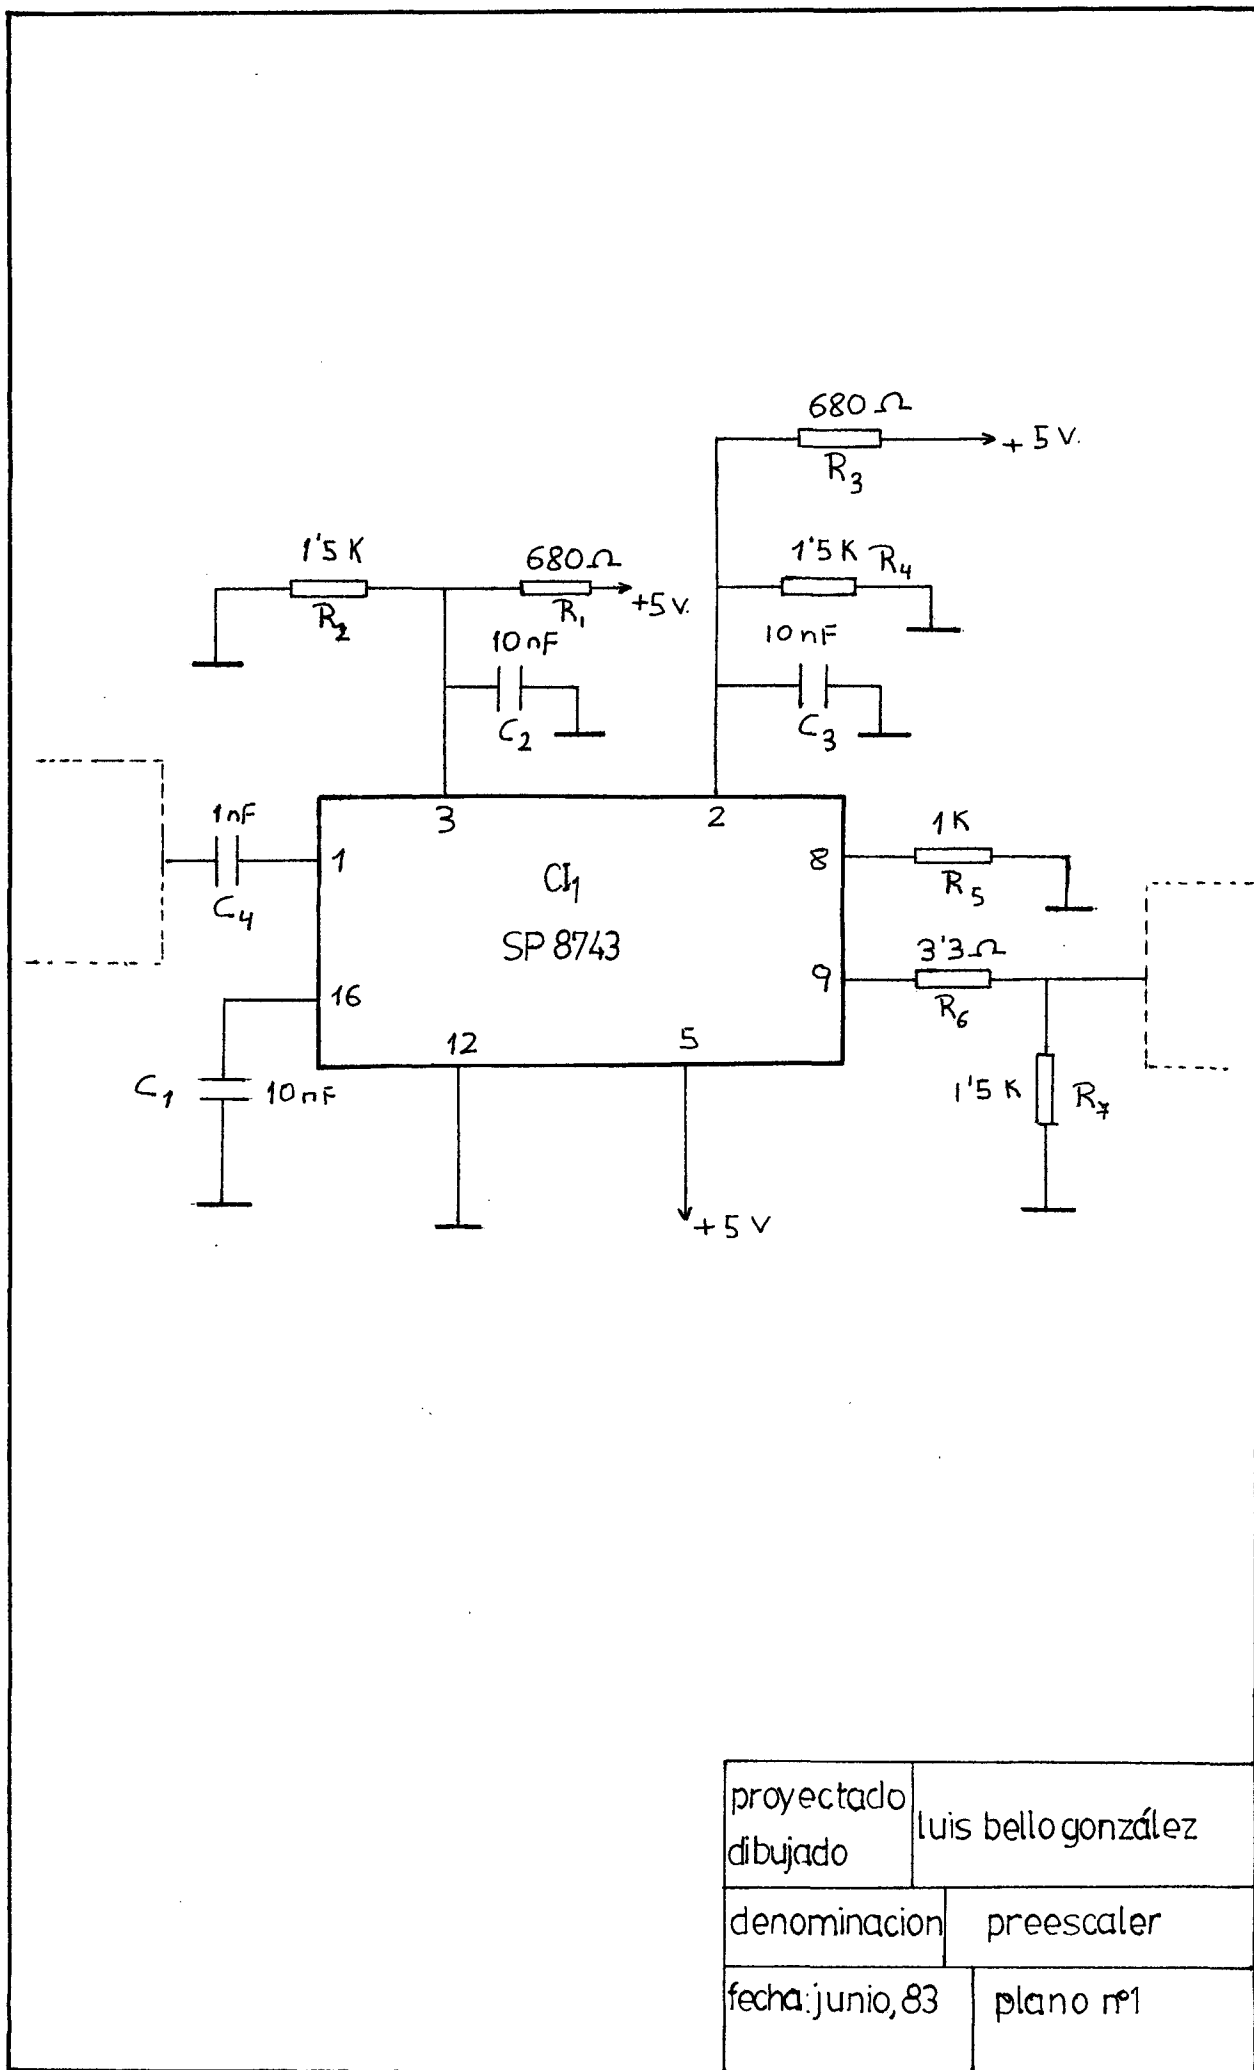 680 Ω
R3
+ 5 V.
1'5 K
R2
680 Ω
R1
+5 V.
1'5 K R4
10 nF
C2
10 nF
C3
1 nF
C4
3
2
1
8
1 K
R5
CI1
SP 8743
9
3'3 Ω
R6
16
12
5
C1
10 nF
1'5 K
R7
+ 5 V
proyectado
dibujado
luis bello gonzález
denominacion
preescaler
fecha: junio, 83
plano nº1